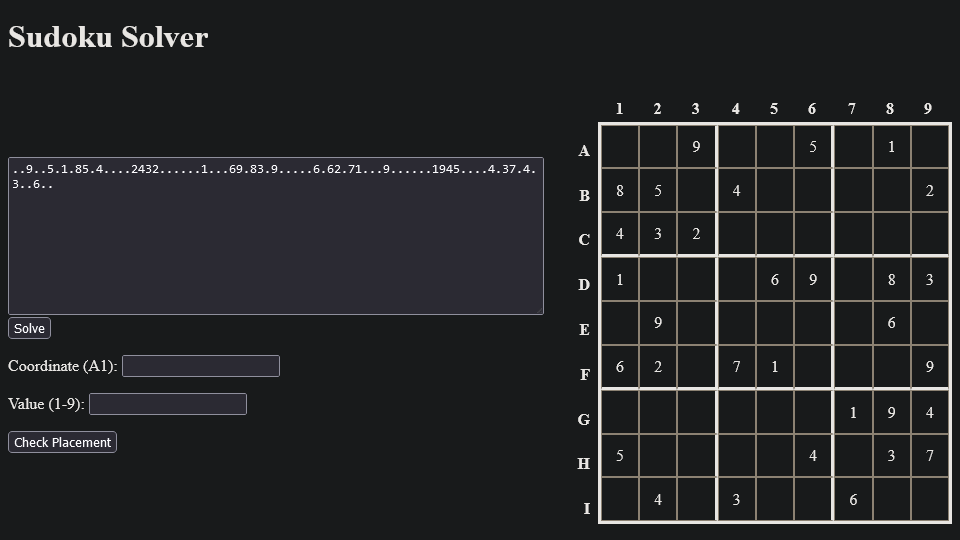 Sudoku Solver
..9..5.1.85.4....2432......1...69.83.9.....6.62.71...9......1945....4.37.4.
3..6..
Solve
Coordinate (A1):
Value (1-9):
Check Placement
1 2 3 4 5 6 7 8 9
A 9 5 1
B 8 5 4 2
C 4 3 2
D 1 6 9 8 3
E 9 6
F 6 2 7 1 9
G 1 9 4
H 5 4 3 7
I 4 3 6